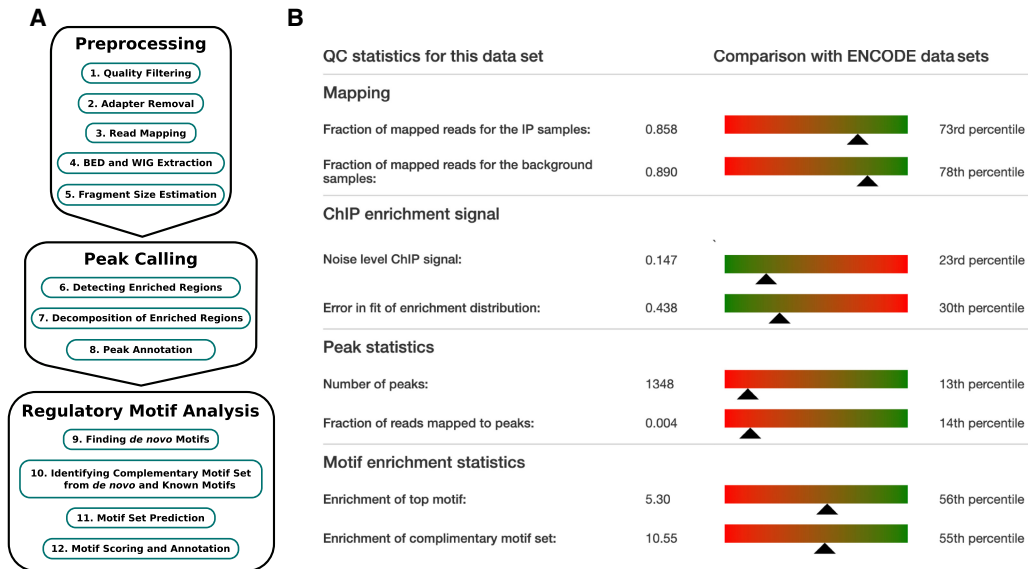 A
Preprocessing
1. Quality Filtering
2. Adapter Removal
3. Read Mapping
4. BED and WIG Extraction
5. Fragment Size Estimation
Peak Calling
6. Detecting Enriched Regions
7. Decomposition of Enriched Regions
8. Peak Annotation
Regulatory Motif Analysis
9. Finding de novo Motifs
10. Identifying Complementary Motif Set
from de novo and Known Motifs
11. Motif Set Prediction
12. Motif Scoring and Annotation
B
QC statistics for this data set Comparison with ENCODE data sets
Mapping
Fraction of mapped reads for the IP samples: 0.858 73rd percentile
Fraction of mapped reads for the background
samples: 0.890 78th percentile
ChIP enrichment signal
Noise level ChIP signal: 0.147 23rd percentile
Error in fit of enrichment distribution: 0.438 30th percentile
Peak statistics
Number of peaks: 1348 13th percentile
Fraction of reads mapped to peaks: 0.004 14th percentile
Motif enrichment statistics
Enrichment of top motif: 5.30 56th percentile
Enrichment of complimentary motif set: 10.55 55th percentile